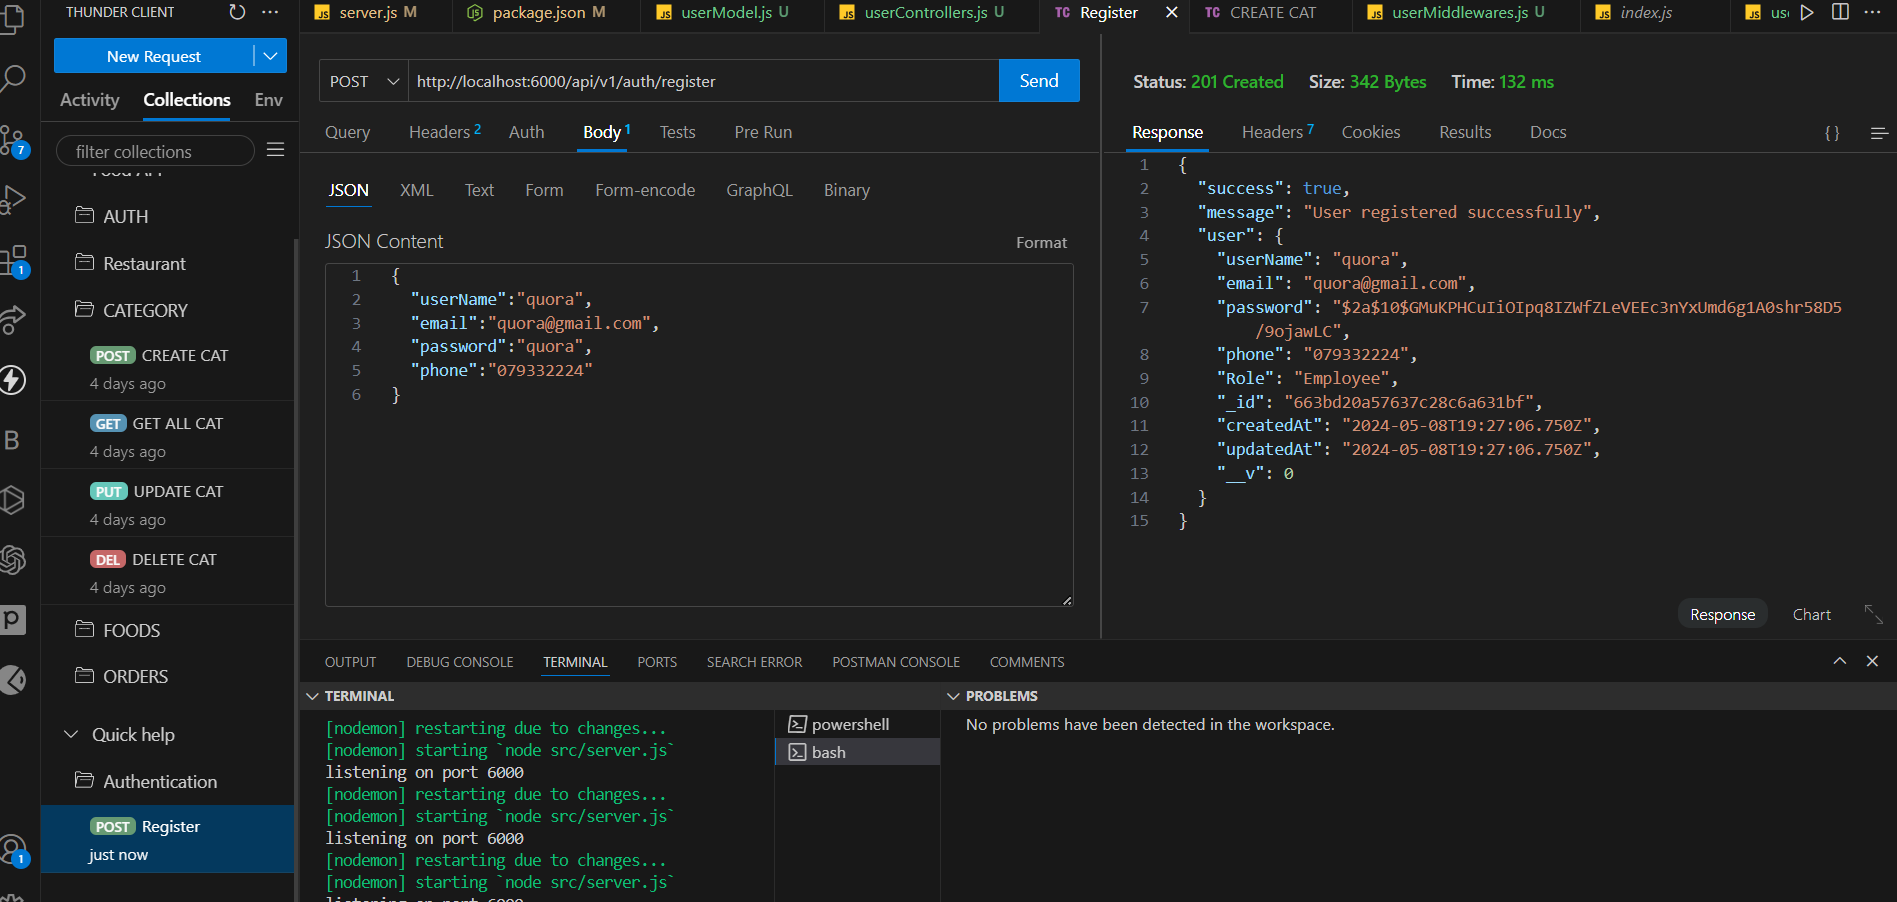 THUNDER CLIENT
New Request
Activity Collections Env
filter collections
Food API
AUTH
Restaurant
CATEGORY
POST CREATE CAT
4 days ago
GET GET ALL CAT
4 days ago
PUT UPDATE CAT
4 days ago
DEL DELETE CAT
4 days ago
FOODS
ORDERS
Quick help
Authentication
POST Register
just now
7
1
B
P
1
JS server.js M
JS package.json M
JS userModel.js U
JS userControllers.js U
TC Register
TC CREATE CAT
JS userMiddlewares.js U
JS index.js
JS us
POST http://localhost:6000/api/v1/auth/register Send
Query Headers 2 Auth Body 1 Tests Pre Run
JSON XML Text Form Form-encode GraphQL Binary
JSON Content Format
1 {
2 "userName":"quora",
3 "email":"quora@gmail.com",
4 "password":"quora",
5 "phone":"079332224"
6 }
Status: 201 Created Size: 342 Bytes Time: 132 ms
Response Headers 7 Cookies Results Docs {}
1 {
2 "success": true,
3 "message": "User registered successfully",
4 "user": {
5 "userName": "quora",
6 "email": "quora@gmail.com",
7 "password": "$2a$10$GMuKPHCuIiOIpq8IZWfZLeVEEc3nYxUmd6g1A0shr58D5
/9ojawLC",
8 "phone": "079332224",
9 "Role": "Employee",
10 "_id": "663bd20a57637c28c6a631bf",
11 "createdAt": "2024-05-08T19:27:06.750Z",
12 "updatedAt": "2024-05-08T19:27:06.750Z",
13 "__v": 0
14 }
15 }
Response Chart
OUTPUT DEBUG CONSOLE TERMINAL PORTS SEARCH ERROR POSTMAN CONSOLE COMMENTS
TERMINAL
[nodemon] restarting due to changes...
[nodemon] starting `node src/server.js`
listening on port 6000
[nodemon] restarting due to changes...
[nodemon] starting `node src/server.js`
listening on port 6000
[nodemon] restarting due to changes...
[nodemon] starting `node src/server.js`
listening on port 6000
powershell
bash
PROBLEMS
No problems have been detected in the workspace.